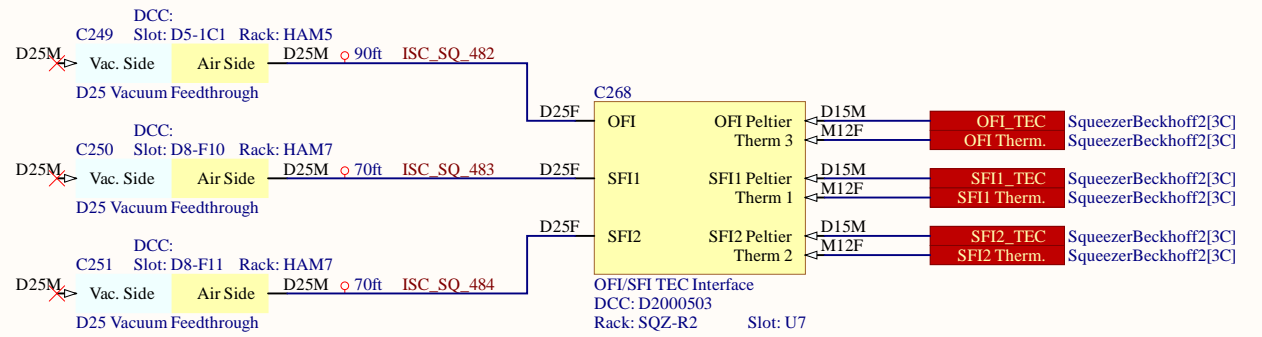 DCC:
C249 Slot: D5-1C1 Rack: HAM5
D25M Vac. Side Air Side D25M 90ft ISC_SQ_482
D25 Vacuum Feedthrough
DCC:
C250 Slot: D8-F10 Rack: HAM7
D25M Vac. Side Air Side D25M 70ft ISC_SQ_483
D25 Vacuum Feedthrough
DCC:
C251 Slot: D8-F11 Rack: HAM7
D25M Vac. Side Air Side D25M 70ft ISC_SQ_484
D25 Vacuum Feedthrough
C268
D25F OFI OFI Peltier D15M OFI_TEC SqueezerBeckhoff2[3C]
Therm 3 M12F OFI Therm. SqueezerBeckhoff2[3C]
D25F SFI1 SFI1 Peltier D15M SFI1_TEC SqueezerBeckhoff2[3C]
Therm 1 M12F SFI1 Therm. SqueezerBeckhoff2[3C]
D25F SFI2 SFI2 Peltier D15M SFI2_TEC SqueezerBeckhoff2[3C]
Therm 2 M12F SFI2 Therm. SqueezerBeckhoff2[3C]
OFI/SFI TEC Interface
DCC: D2000503
Rack: SQZ-R2 Slot: U7